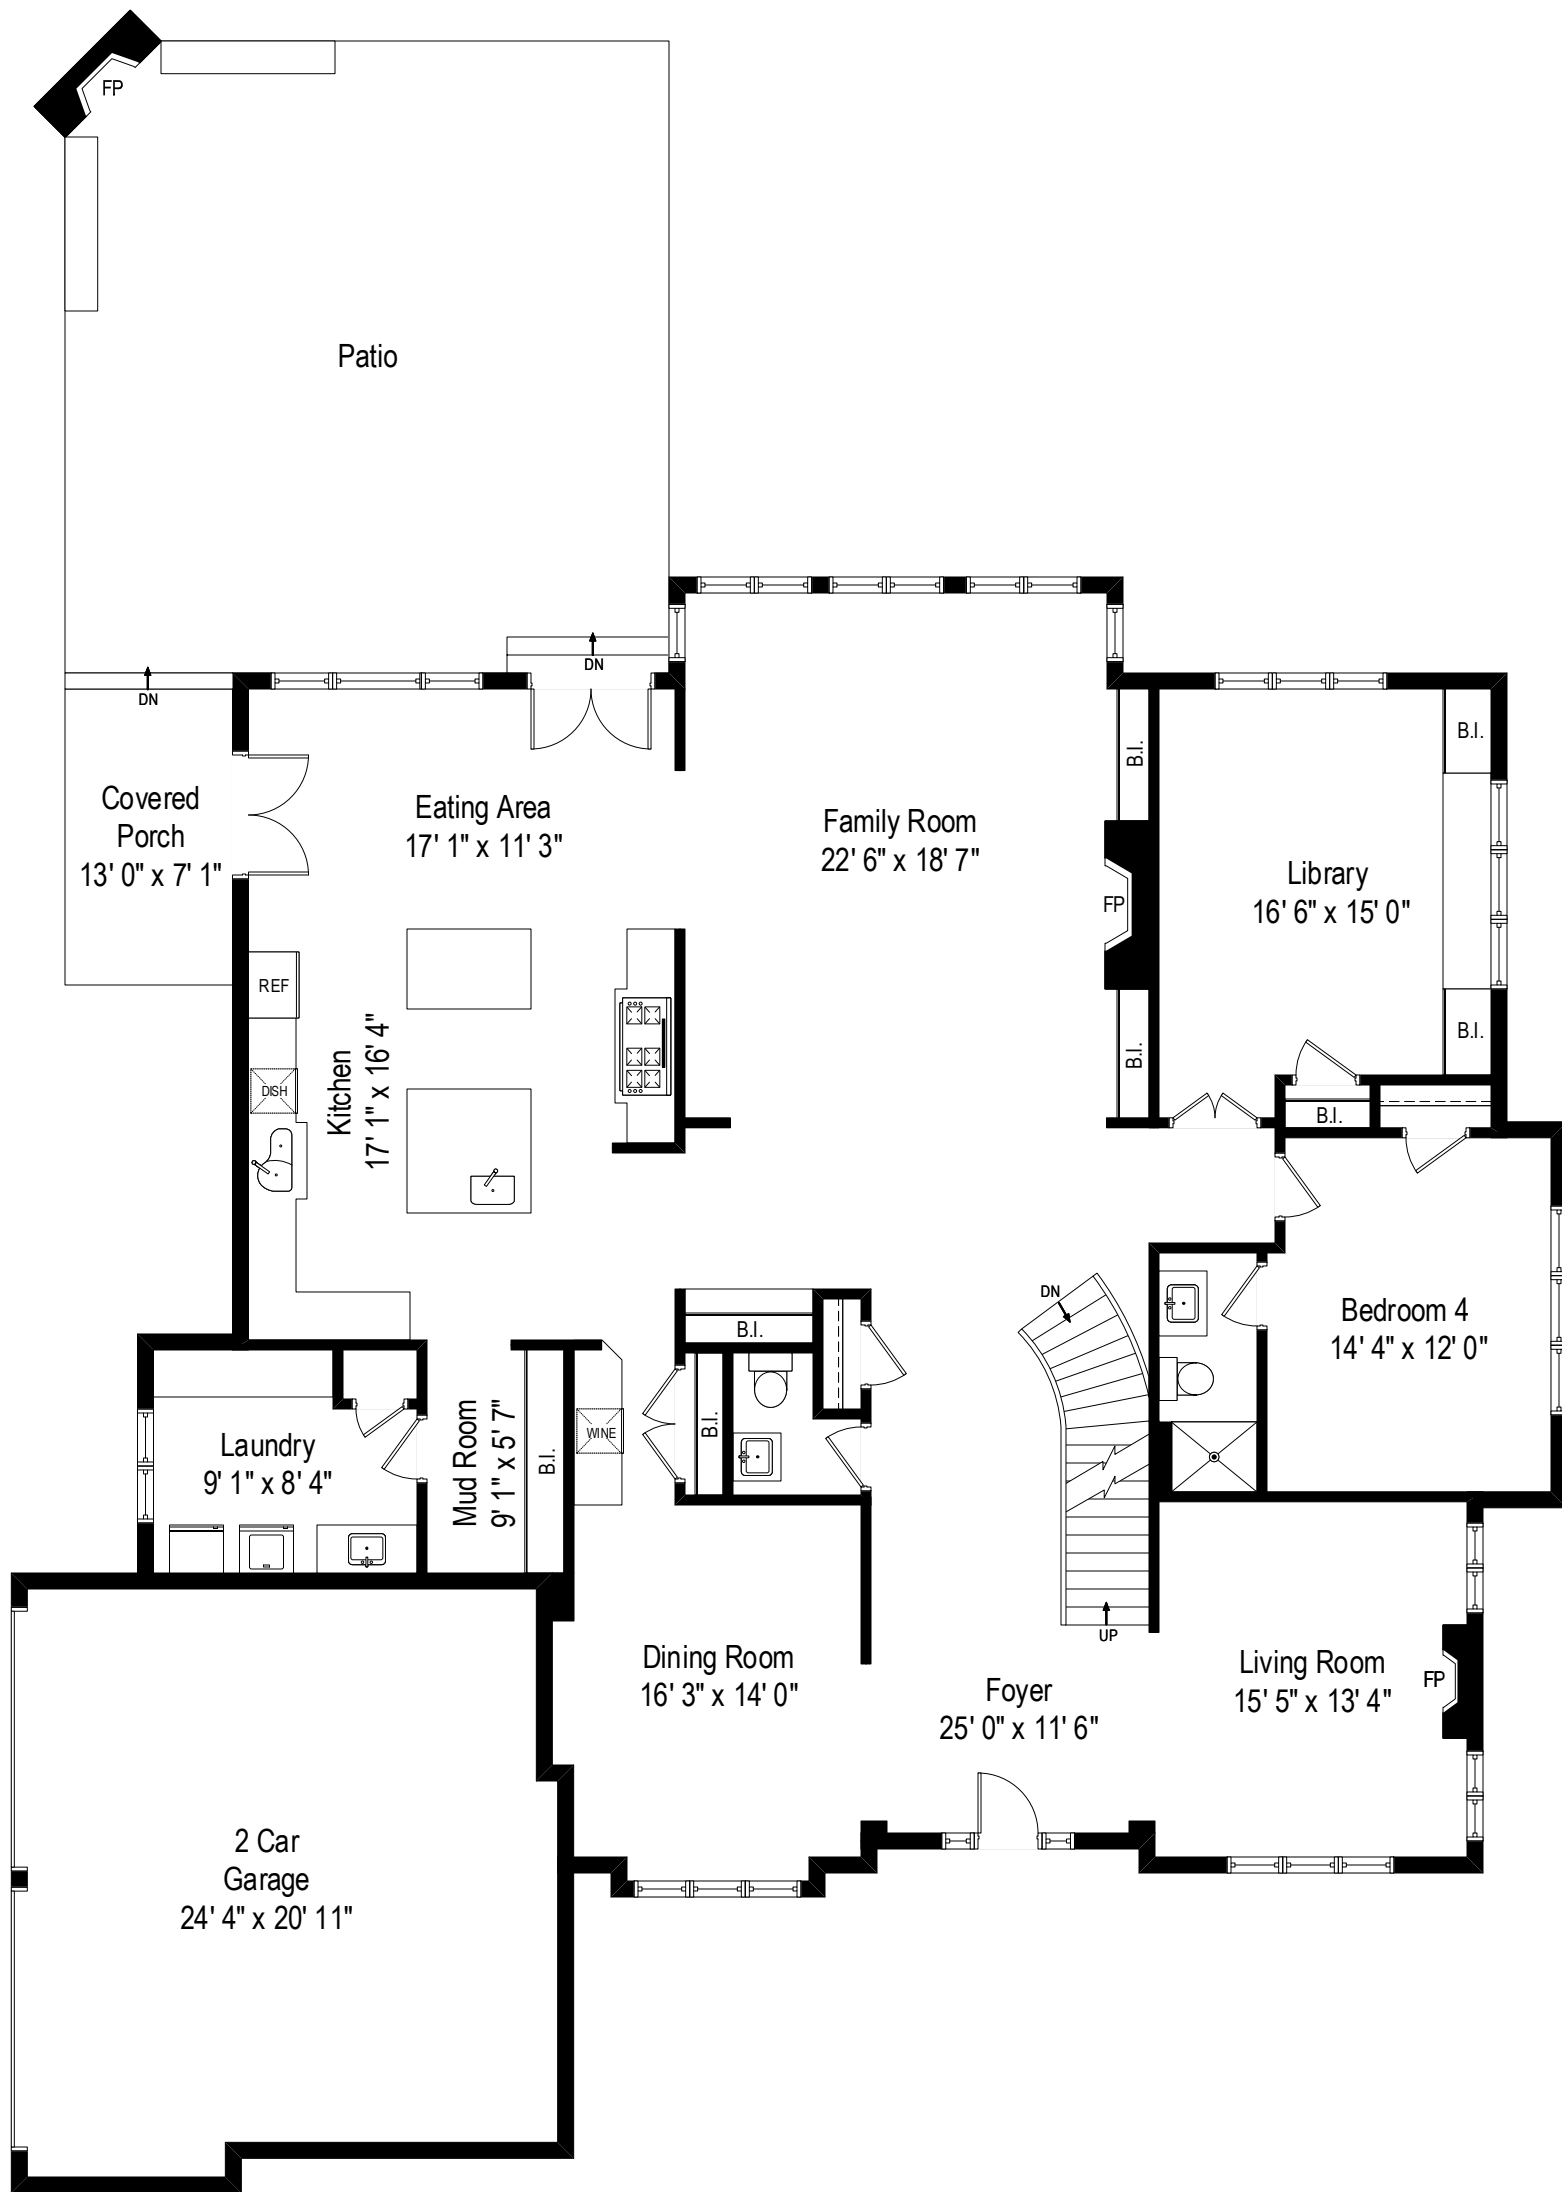 FP
Patio
DN
DN
Covered
Porch
13' 0" x 7' 1"
Eating Area
17' 1" x 11' 3"
Family Room
22' 6" x 18' 7"
B.I.
FP
B.I.
B.I.
Library
16' 6" x 15' 0"
B.I.
B.I.
REF
DISH
Kitchen
17' 1" x 16' 4"
DN
Bedroom 4
14' 4" x 12' 0"
B.I.
B.I.
WINE
Laundry
9' 1" x 8' 4"
Mud Room
9' 1" x 5' 7"
B.I.
UP
Dining Room
16' 3" x 14' 0"
Foyer
25' 0" x 11' 6"
Living Room
15' 5" x 13' 4"
FP
2 Car
Garage
24' 4" x 20' 11"